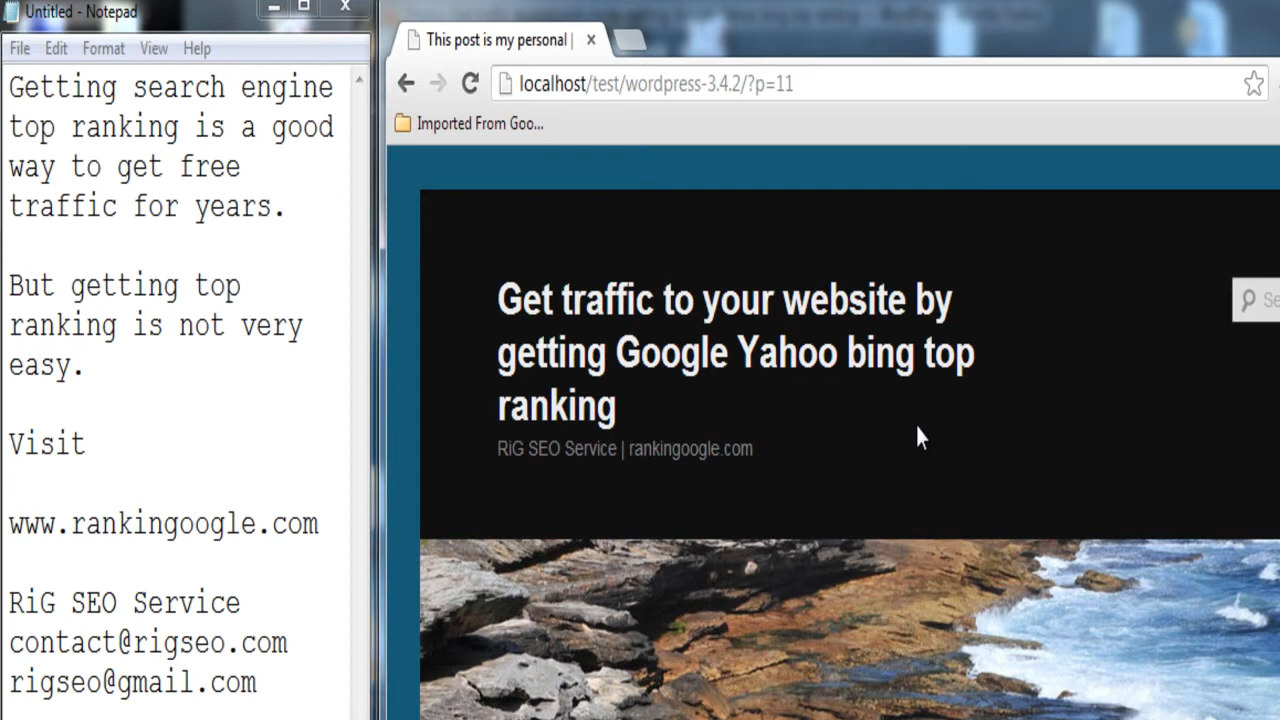 Untitled - Notepad
File Edit Format View Help
Getting search engine
top ranking is a good
way to get free
traffic for years.
But getting top
ranking is not very
easy.
Visit
www.rankingoogle.com
RiG SEO Service
contact@rigseo.com
rigseo@gmail.com
This post is my personal |
localhost/test/wordpress-3.4.2/?p=11
Imported From Goo...
Get traffic to your website by
getting Google Yahoo bing top
ranking
RiG SEO Service | rankingoogle.com